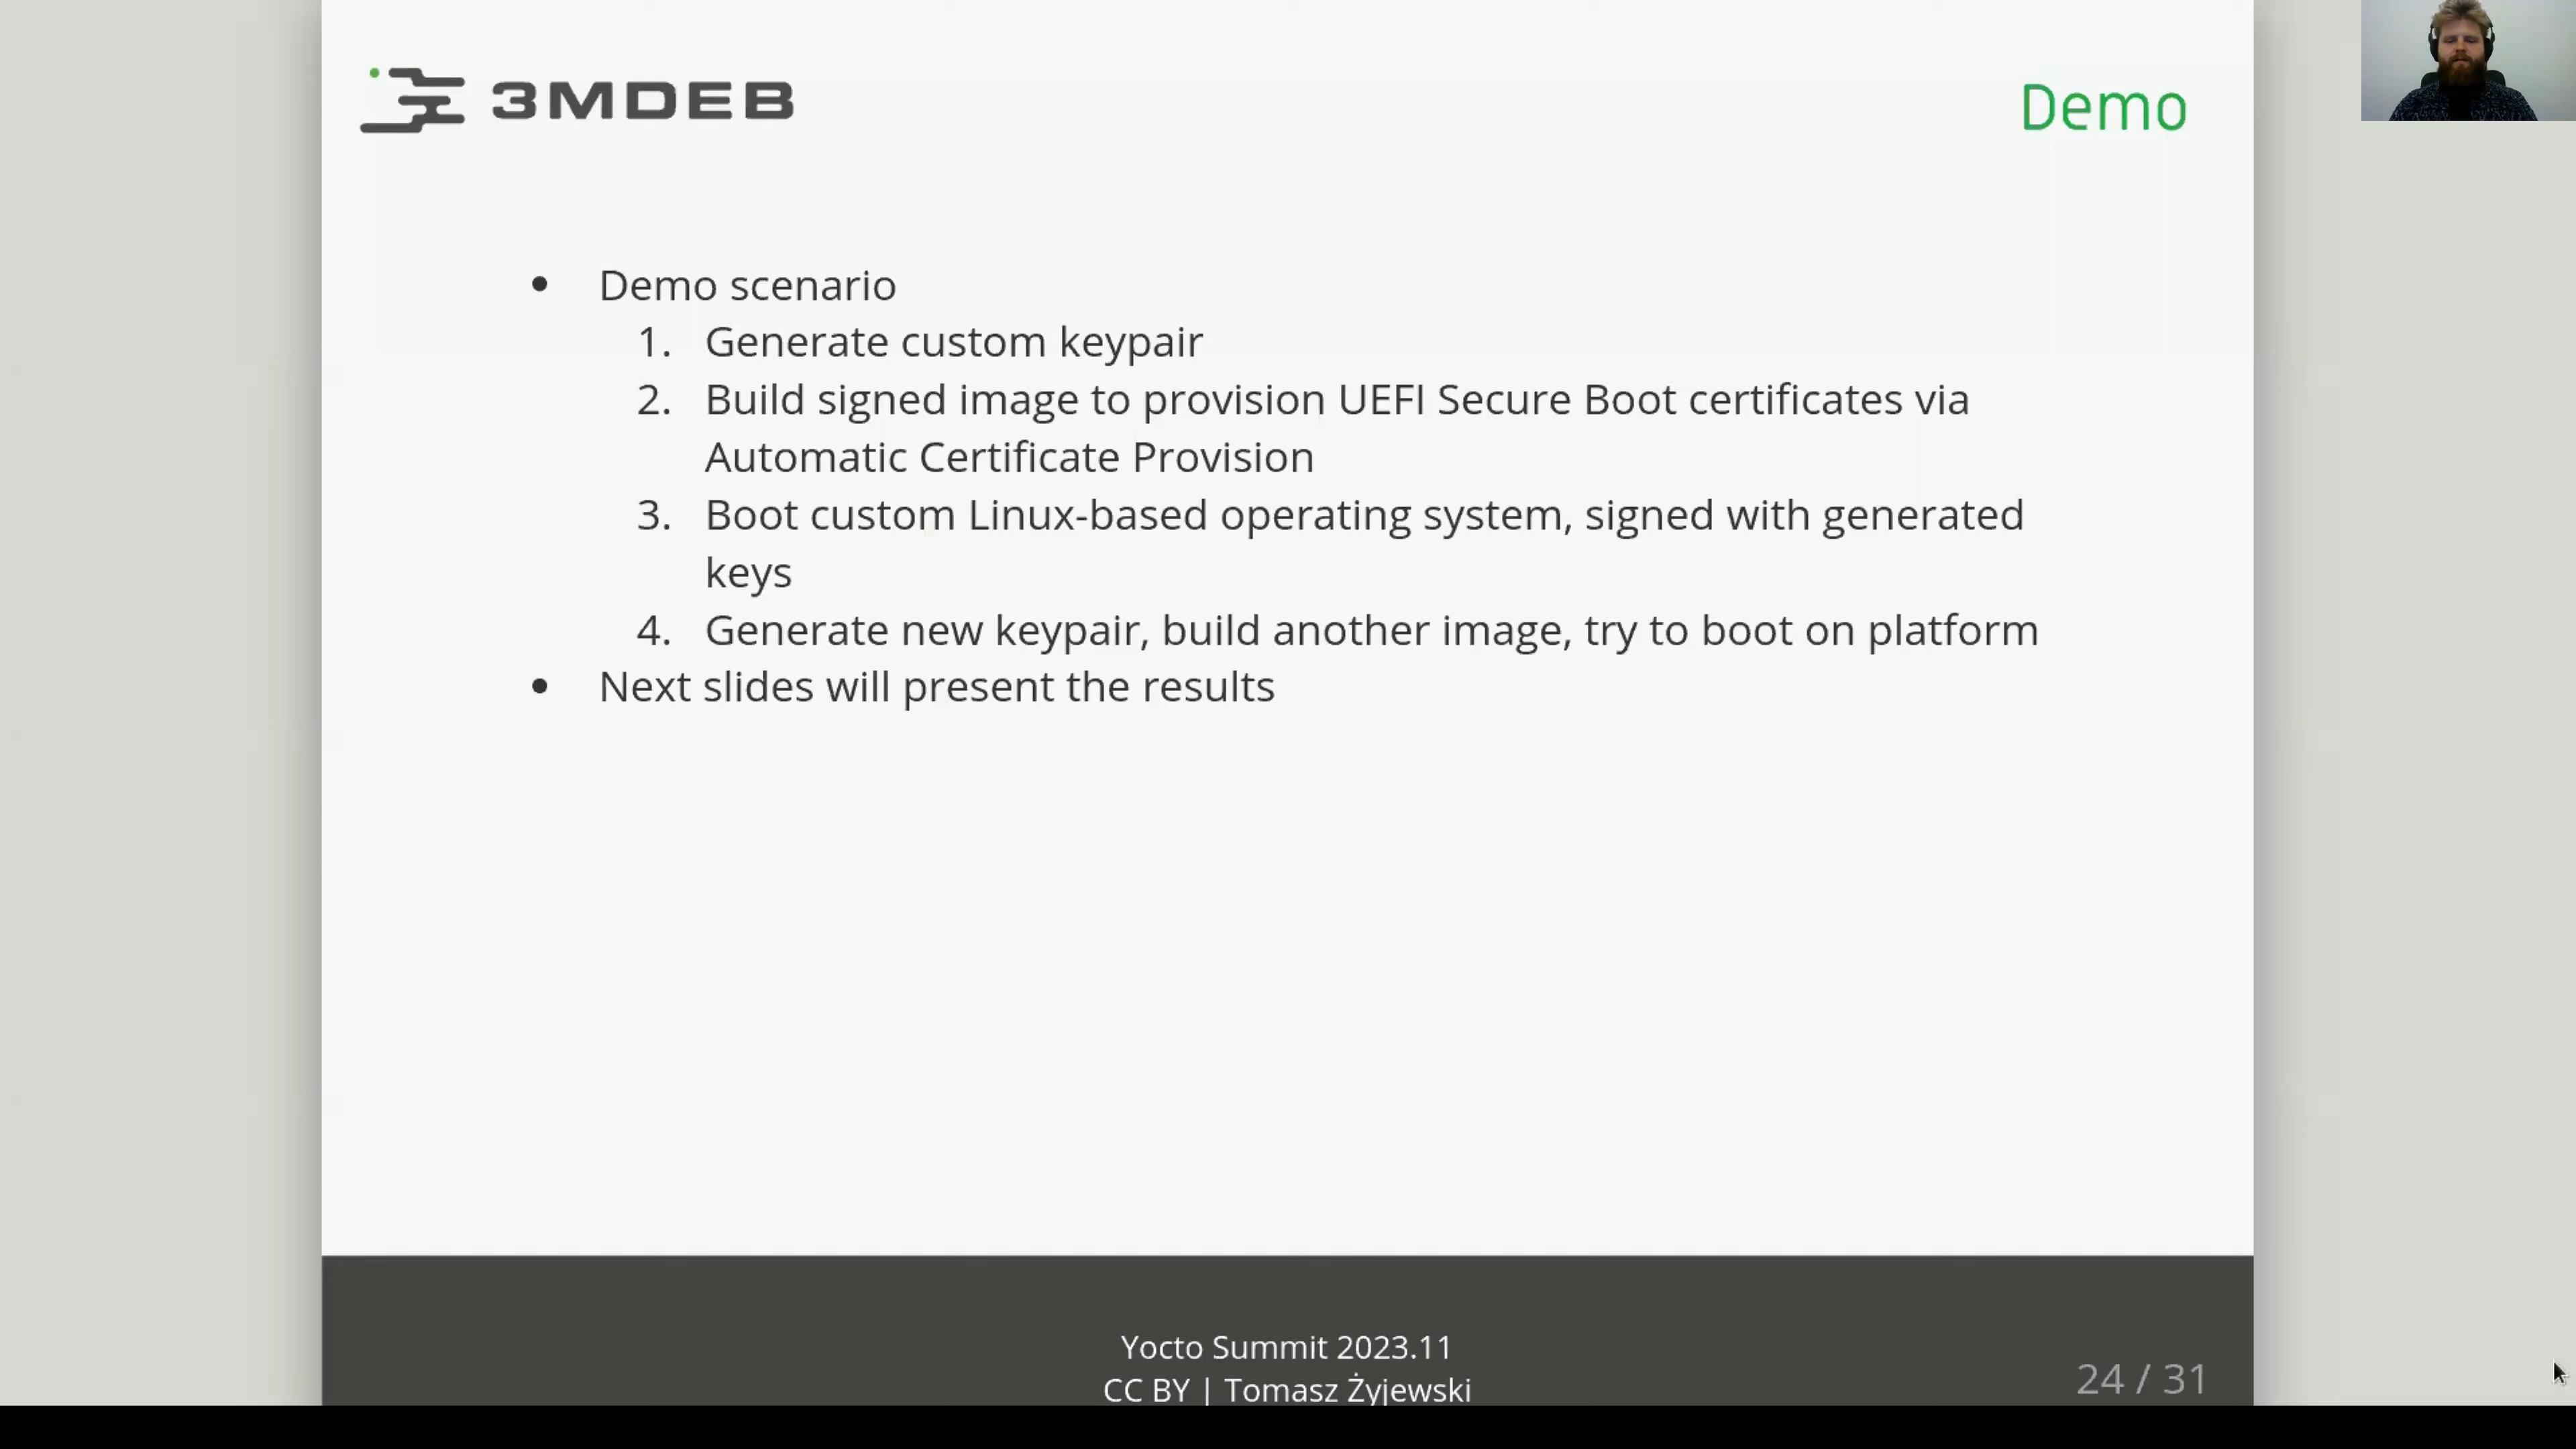 3MDEB
Demo
• Demo scenario
1. Generate custom keypair
2. Build signed image to provision UEFI Secure Boot certificates via
Automatic Certificate Provision
3. Boot custom Linux-based operating system, signed with generated
keys
4. Generate new keypair, build another image, try to boot on platform
• Next slides will present the results
Yocto Summit 2023.11
CC BY | Tomasz Żyjewski
24 / 31